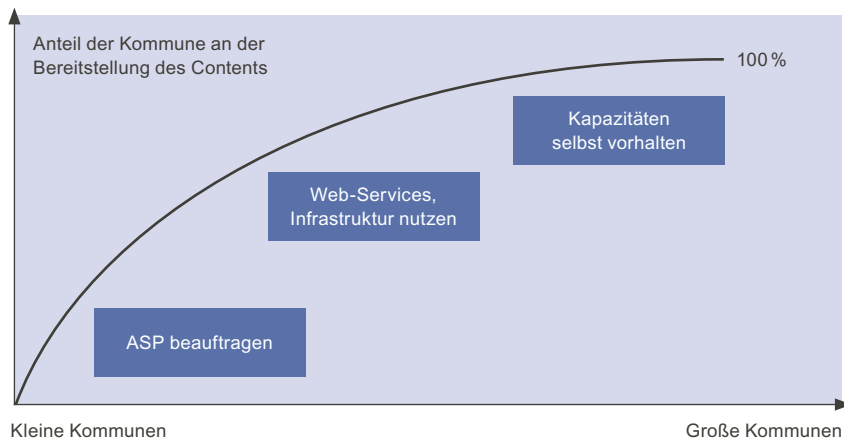 Anteil der Kommune an der
Bereitstellung des Contents
100 %
Kapazitäten
selbst vorhalten
Web-Services,
Infrastruktur nutzen
ASP beauftragen
Kleine Kommunen
Große Kommunen